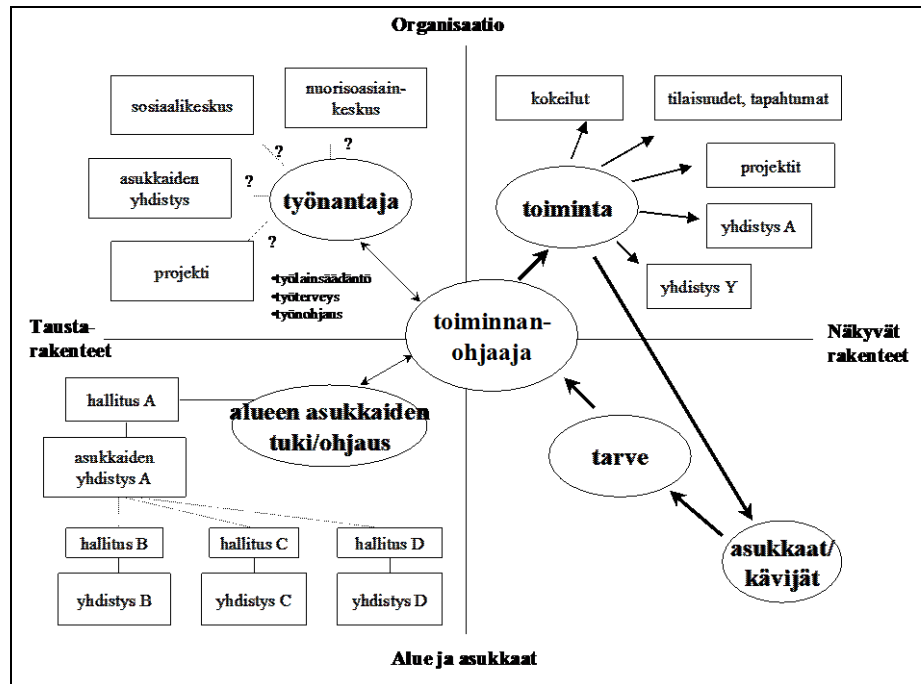 Organisaatio
sosiaalikeskus
nuorisoasiain-
keskus
kokeilut
tilaisuudet, tapahtumat
?
?
asukkaiden
yhdistys
?
työnantaja
toiminta
projektit
yhdistys A
?
projekti
•työlainsäädäntö
•työterveys
•työnohjaus
yhdistys Y
toiminnan-
ohjaaja
Tausta-
rakenteet
Näkyvät
rakenteet
hallitus A
alueen asukkaiden
tuki/ohjaus
asukkaiden
yhdistys A
tarve
hallitus B
hallitus C
hallitus D
asukkaat/
kävijät
yhdistys B
yhdistys C
yhdistys D
Alue ja asukkaat